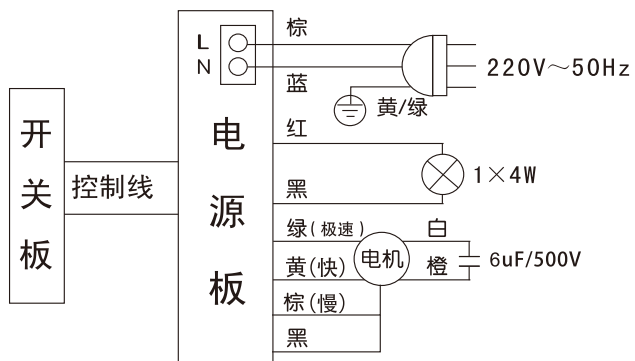 棕
L
N
220V～50Hz
蓝
黄/绿
开关板
控制线
电源板
红
1×4W
黑
绿(极速)
白
黄(快)
电机
橙
6uF/500V
棕(慢)
黑